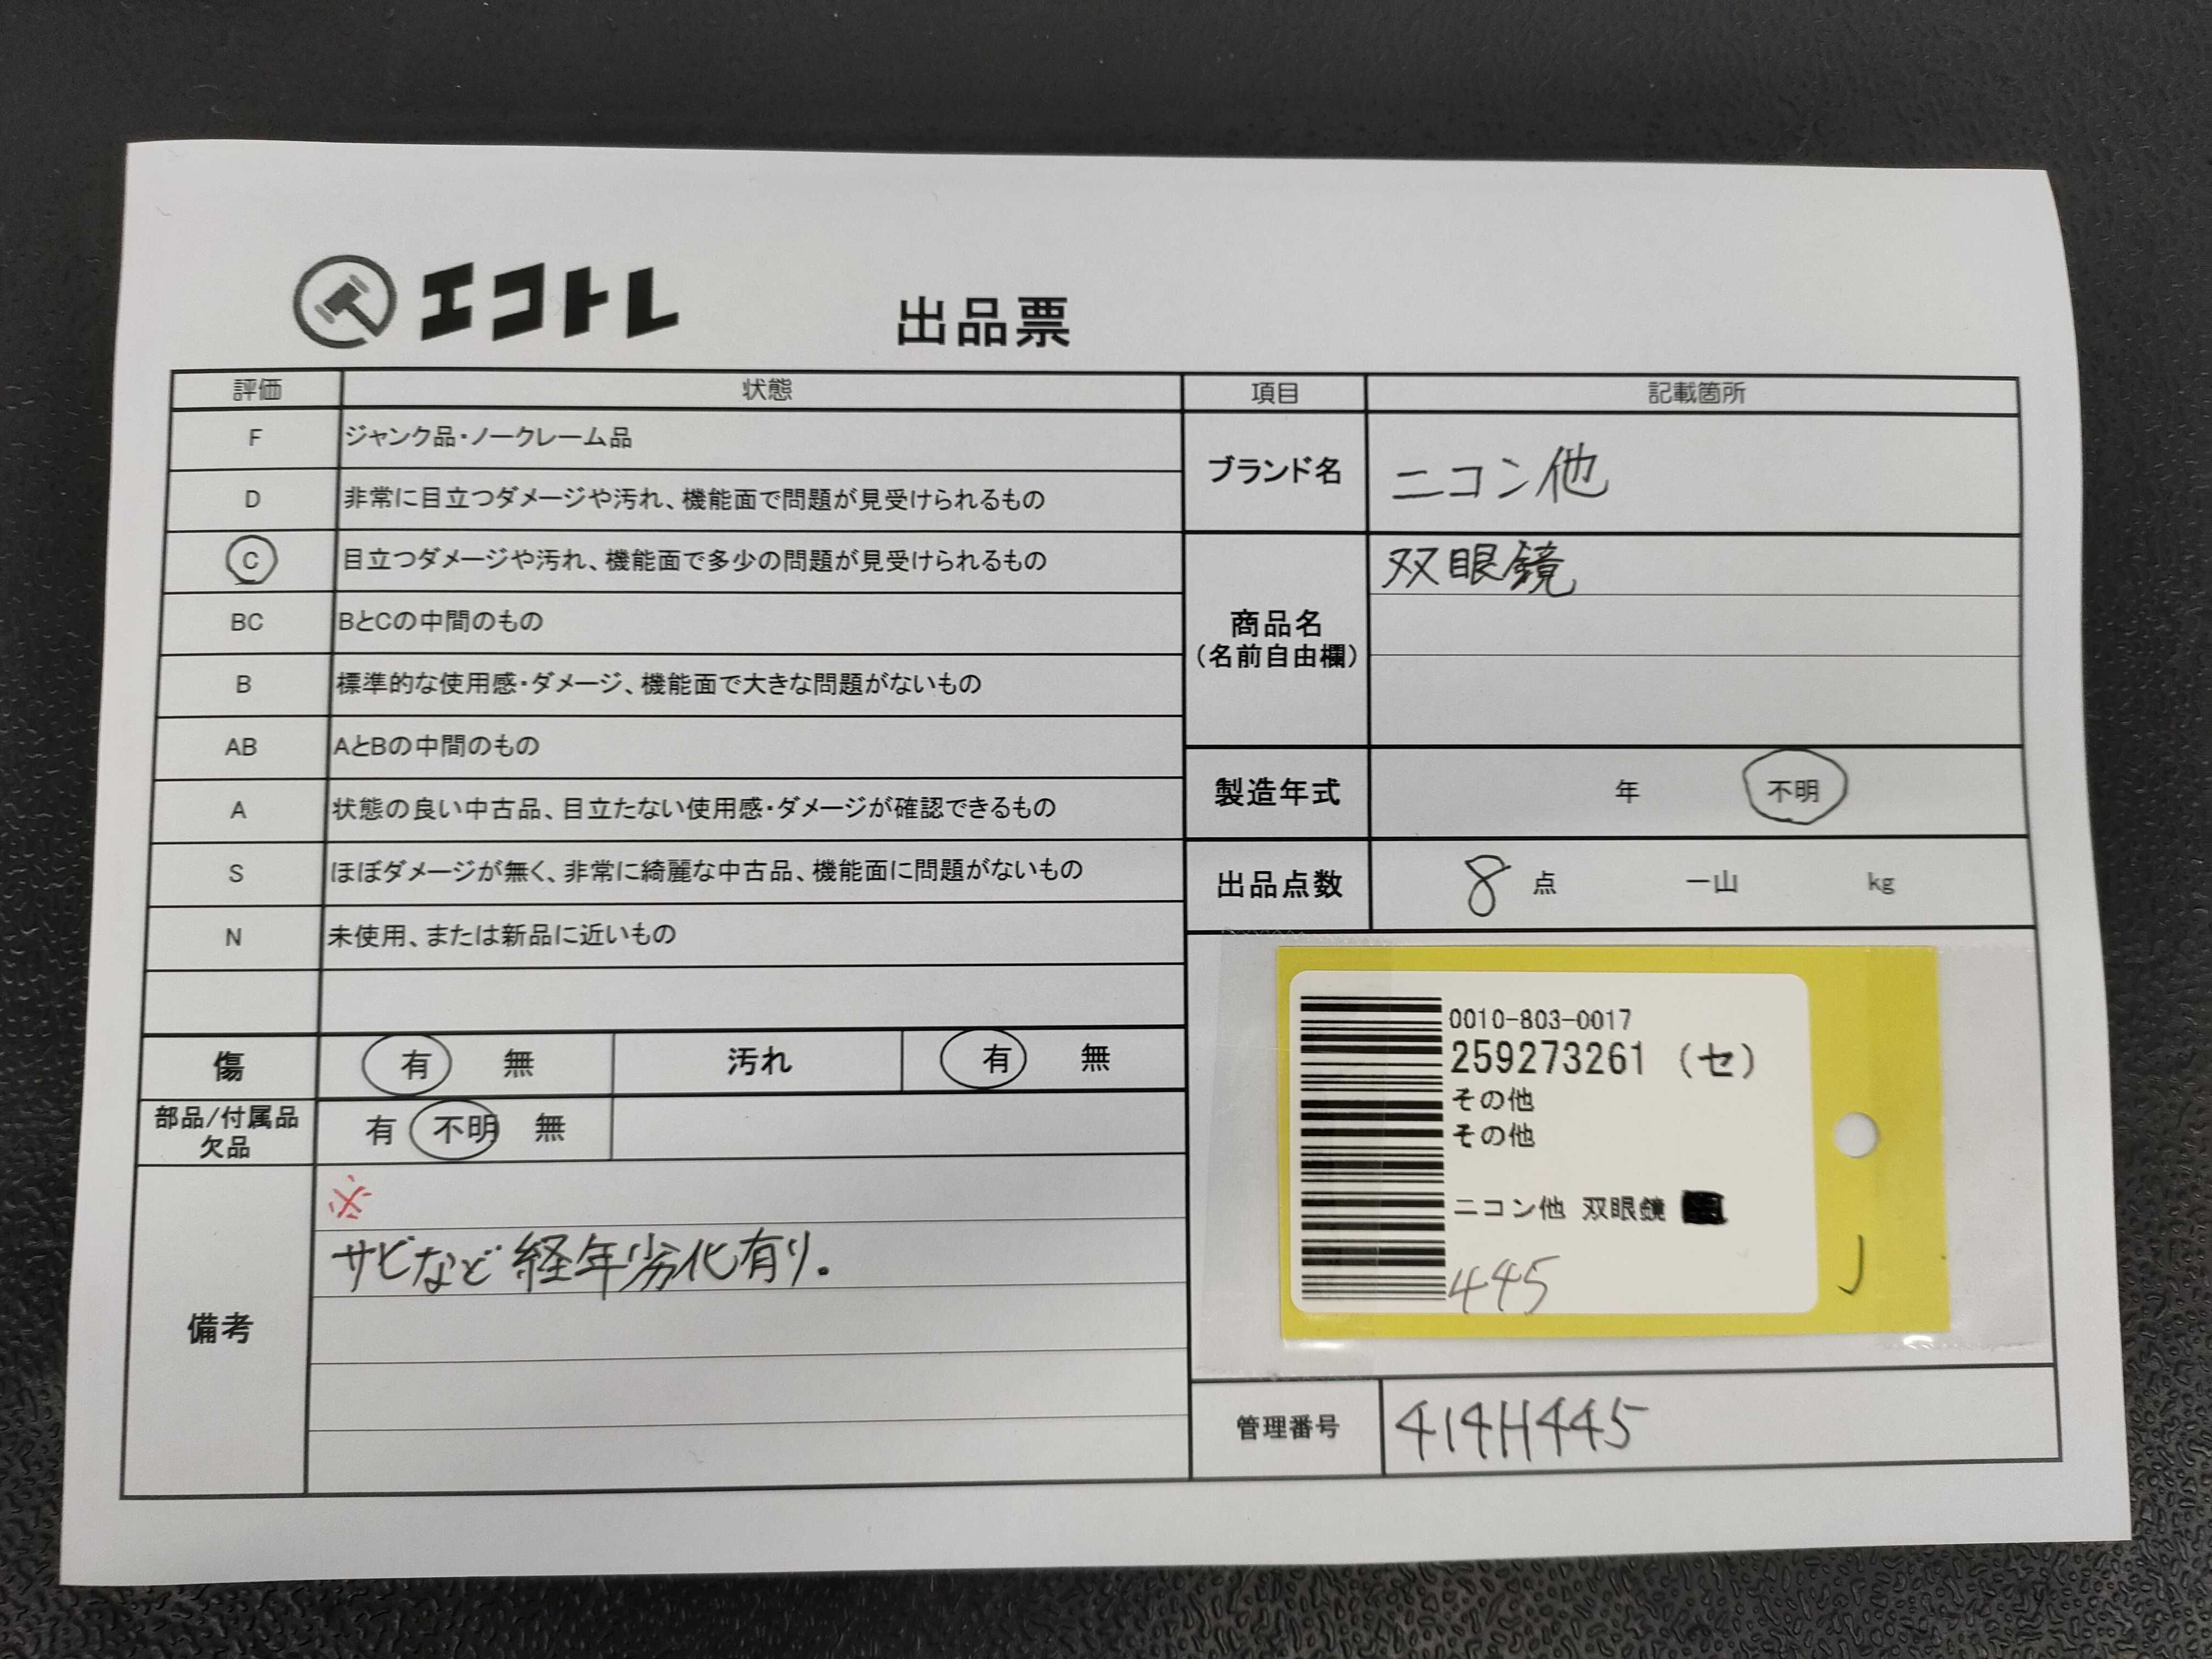 エコトレ 出品票
評価 状態
F ジャンク品・ノークレーム品
D 非常に目立つダメージや汚れ、機能面で問題が見受けられるもの
C 目立つダメージや汚れ、機能面で多少の問題が見受けられるもの
BC BとCの中間のもの
B 標準的な使用感・ダメージ、機能面で大きな問題がないもの
AB AとBの中間のもの
A 状態の良い中古品、目立たない使用感・ダメージが確認できるもの
S ほぼダメージが無く、非常に綺麗な中古品、機能面に問題がないもの
N 未使用、または新品に近いもの
傷 有 無 汚れ 有 無
部品/付属品
欠品
有 不明 無
備考
※
サビなど経年劣化有り.
項目 記載箇所
ブランド名 ニコン他
商品名
(名前自由欄)
双眼鏡
製造年式 年 不明
出品点数 8 点 一山 kg
0010-803-0017
259273261 (セ)
その他
その他
ニコン他 双眼鏡
445
管理番号 414H445